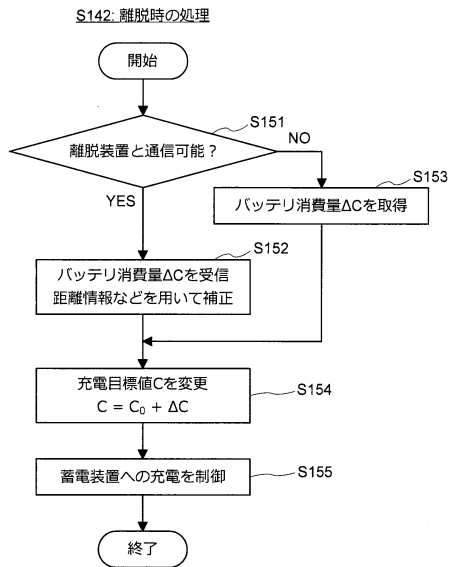 S142: 離脱時の処理
開始
S151
離脱装置と通信可能？
NO
YES
S153
バッテリ消費量ΔCを取得
S152
バッテリ消費量ΔCを受信
距離情報などを用いて補正
充電目標値Cを変更
C = C₀ + ΔC
S154
蓄電装置への充電を制御
S155
終了